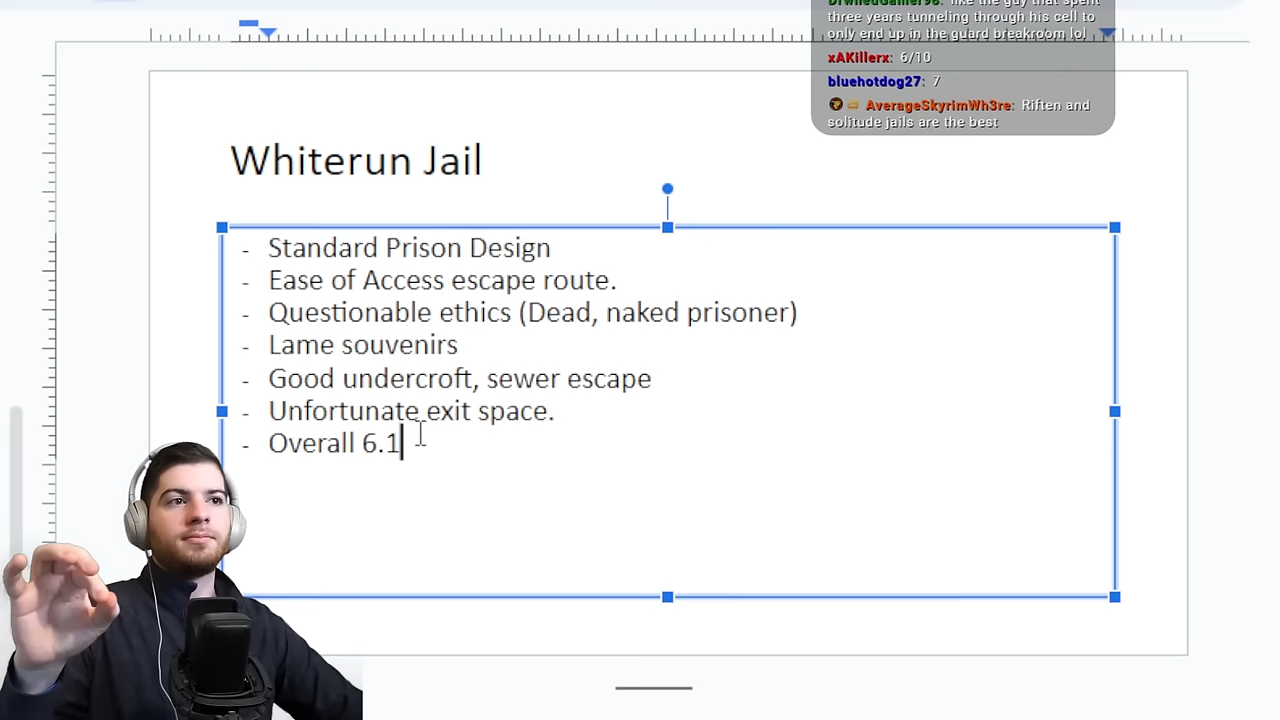 DrwnedGamer96: like the guy that spent
three years tunneling through his cell to
only end up in the guard breakroom lol
xAKillerx: 6/10
bluehotdog27: 7
AverageSkyrimWh3re: Riften and
solitude jails are the best
Whiterun Jail
- Standard Prison Design
- Ease of Access escape route.
- Questionable ethics (Dead, naked prisoner)
- Lame souvenirs
- Good undercroft, sewer escape
- Unfortunate exit space.
- Overall 6.1